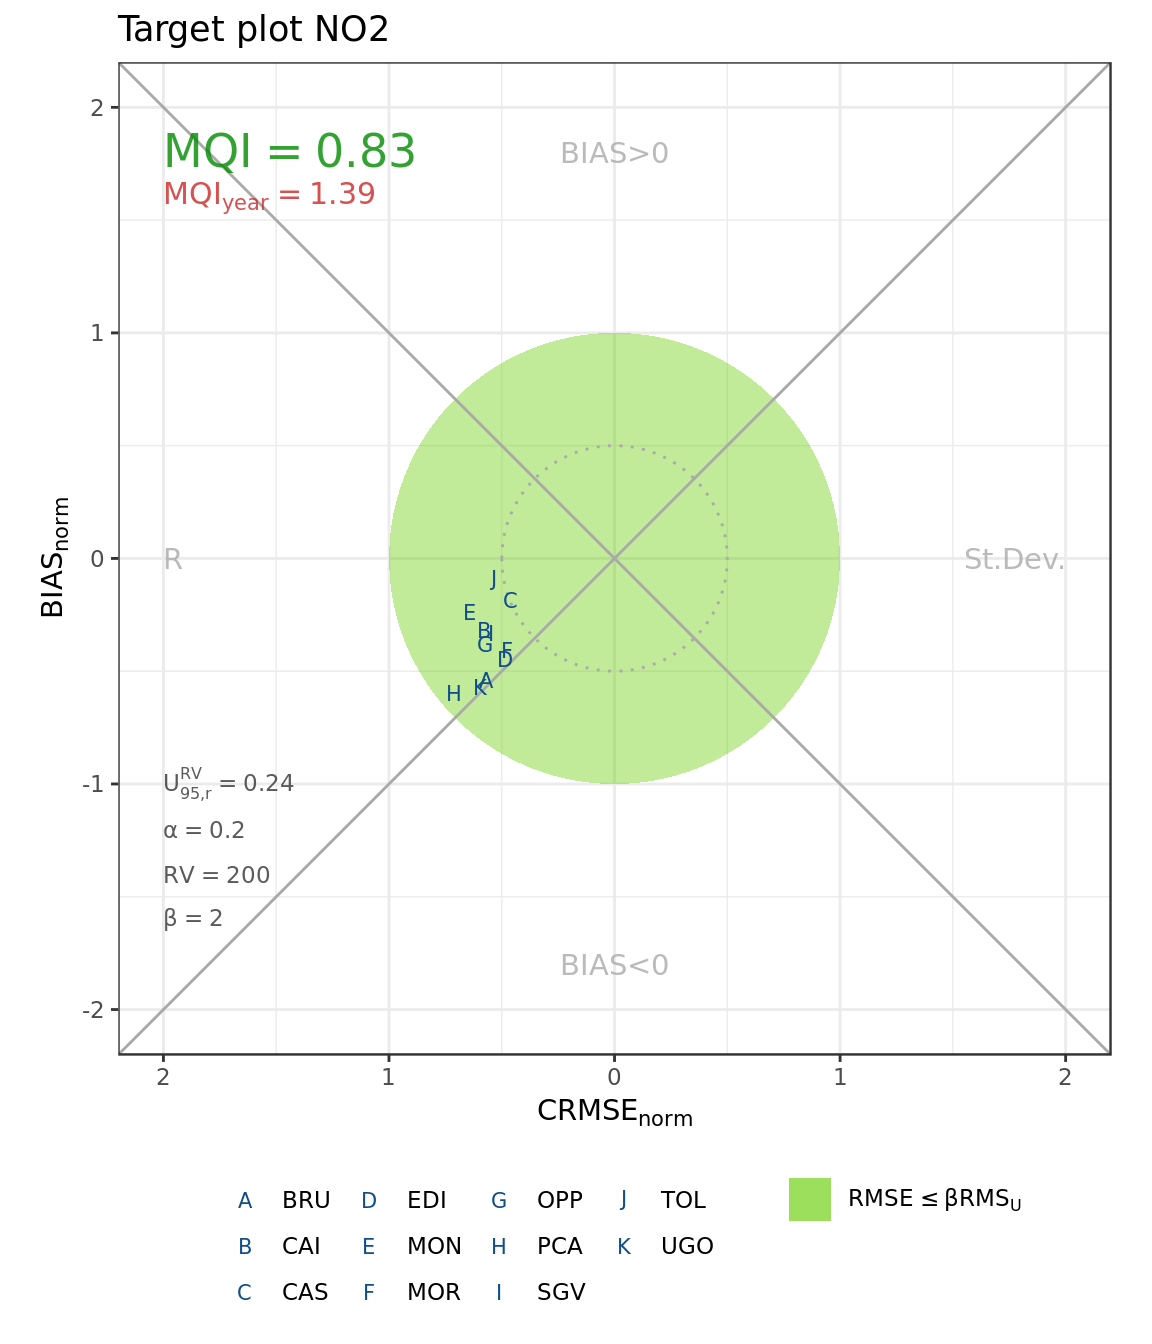 Target plot NO2
2
MQI = 0.83
BIAS>0
MQIyear = 1.39
1
BIASnorm
0
R
St.Dev.
J
C
E
B
I
G
F
D
A
K
H
-1
U95,rRV = 0.24
α = 0.2
RV = 200
β = 2
BIAS<0
-2
2 1 0 1 2
CRMSEnorm
A BRU D EDI G OPP J TOL RMSE ≤ βRMSU
B CAI E MON H PCA K UGO
C CAS F MOR I SGV